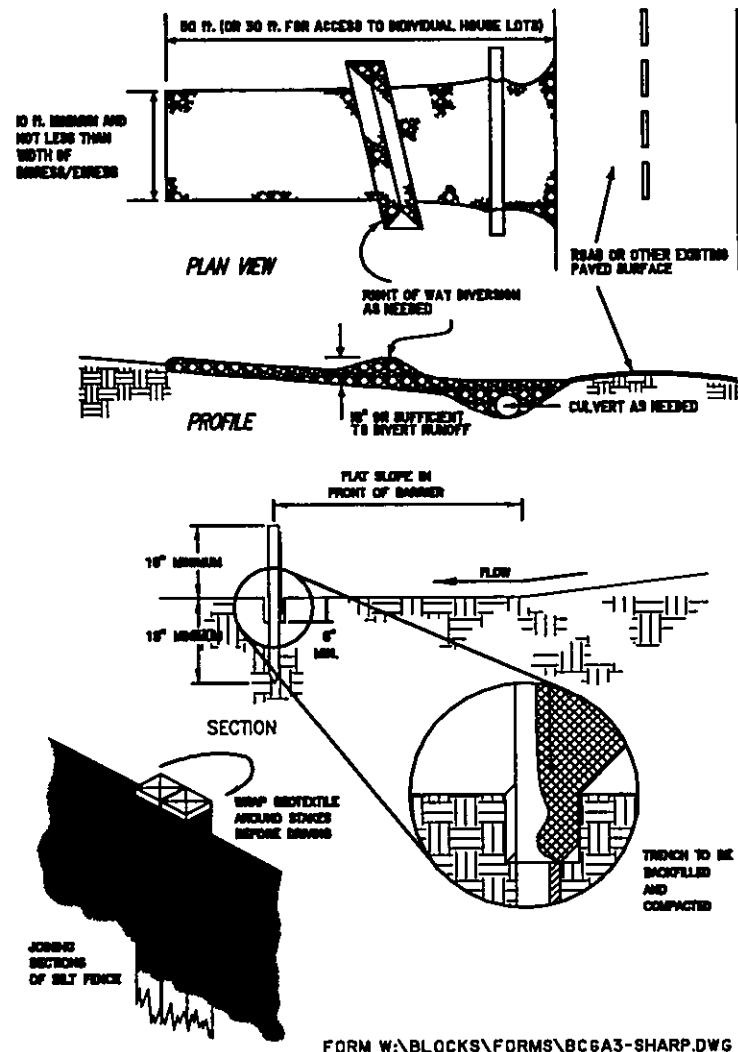 50 ft. (OR 30 ft. FOR ACCESS TO INDIVIDUAL HOUSE LOTS)
10 ft. MINIMUM AND
NOT LESS THAN
WIDTH OF
INGRESS/EGRESS
PLAN VIEW
ROAD OR OTHER EXISTING
PAVED SURFACE
RIGHT OF WAY DIVERSION
AS NEEDED
PROFILE
OR SUFFICIENT
TO DIVERT RUNOFF
CULVERT AS NEEDED
FLAT SLOPE IN
FRONT OF BARRIER
MINIMUM
FLOW
MINIMUM
6"
MIN.
SECTION
WRAP GEOTEXTILE
AROUND STAKES
BEFORE DRIVING
TRENCH TO BE
BACKFILLED
AND
COMPACTED
JOINING
SECTIONS
OF SILT FENCE
FORM W:\BLOCKS\FORMS\BC6A3-SHARP.DWG